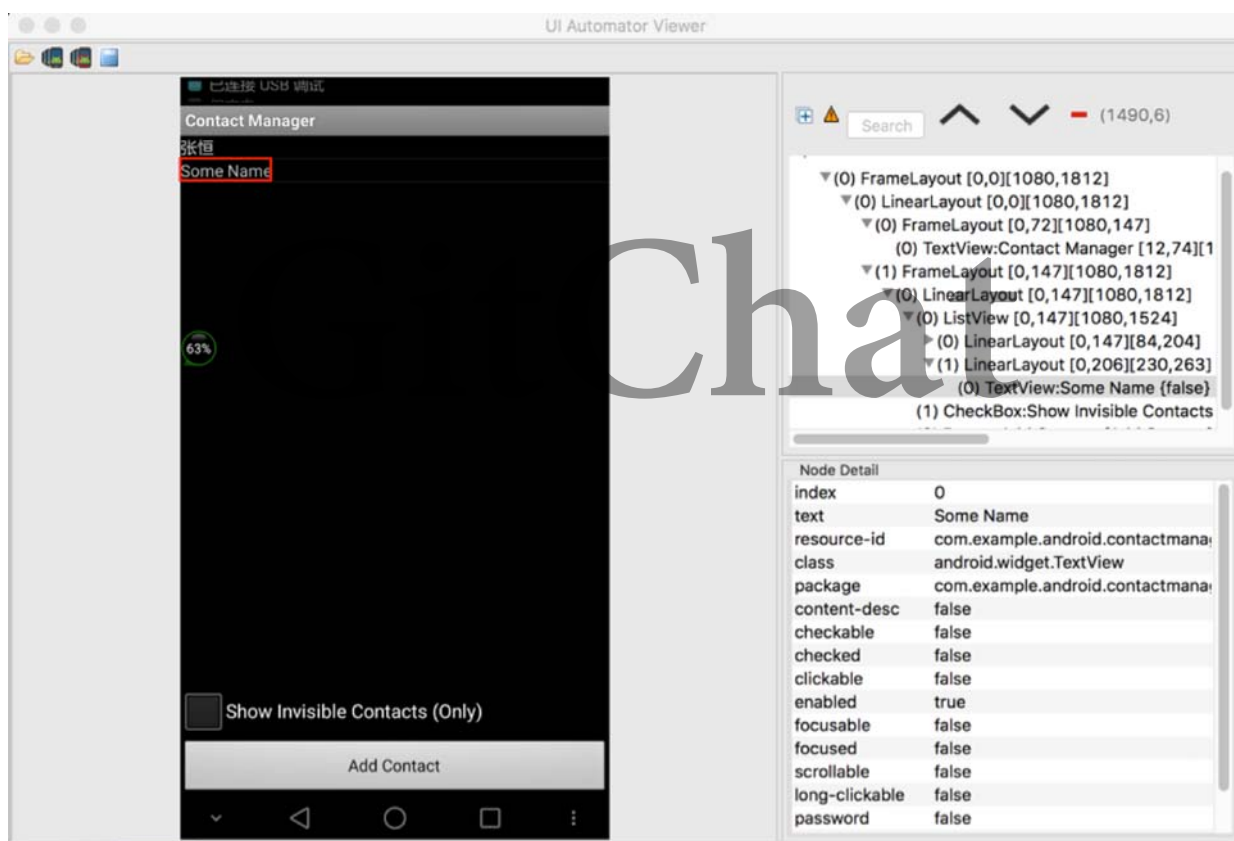 UI Automator Viewer
已连接 USB 调试
Contact Manager
张恒
Some Name
63%
Show Invisible Contacts (Only)
Add Contact
Search
(1490,6)
(0) FrameLayout [0,0][1080,1812]
(0) LinearLayout [0,0][1080,1812]
(0) FrameLayout [0,72][1080,147]
(0) TextView:Contact Manager [12,74][1
(1) FrameLayout [0,147][1080,1812]
(0) LinearLayout [0,147][1080,1812]
(0) ListView [0,147][1080,1524]
(0) LinearLayout [0,147][84,204]
(1) LinearLayout [0,206][230,263]
(0) TextView:Some Name {false}
(1) CheckBox:Show Invisible Contacts
Node Detail
index 0
text Some Name
resource-id com.example.android.contactmana
class android.widget.TextView
package com.example.android.contactmana
content-desc false
checkable false
checked false
clickable false
enabled true
focusable false
focused false
scrollable false
long-clickable false
password false
GitChat